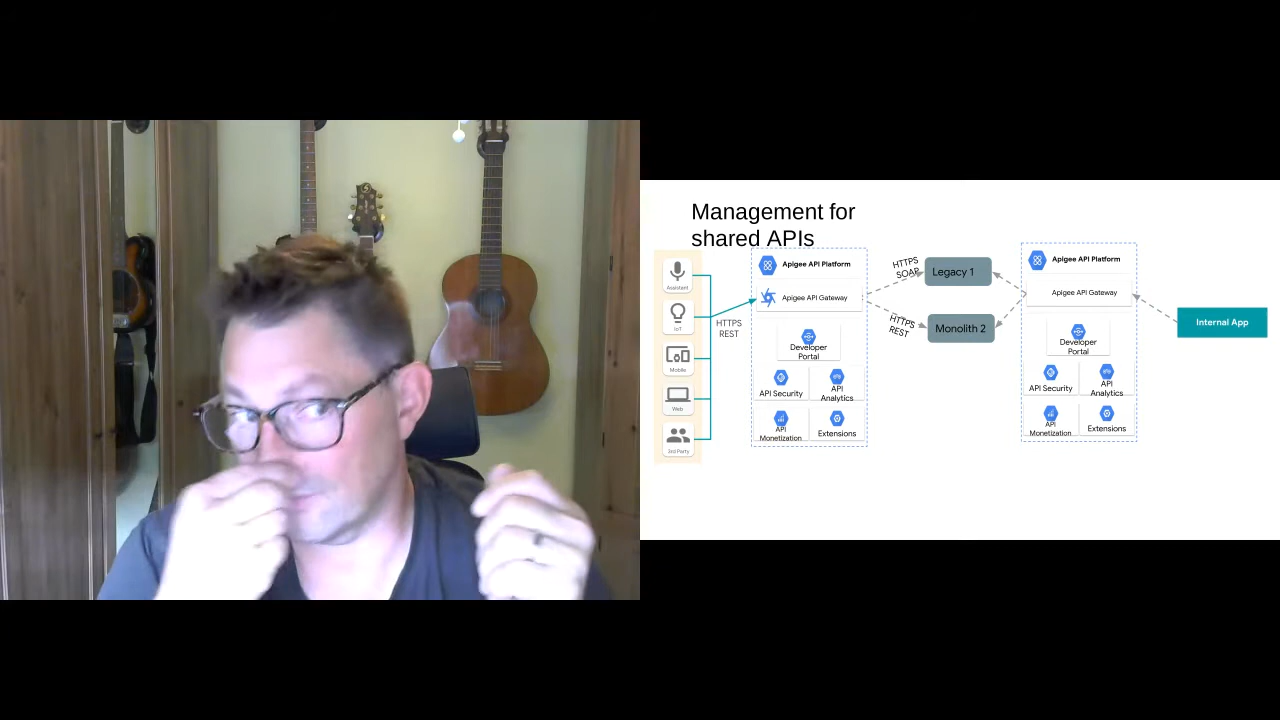 Management for
shared APIs
Assistant
IoT
Mobile
Web
3rd Party
HTTPS
REST
Apigee API Platform
Apigee API Gateway
Developer
Portal
API Security
API
Analytics
API
Monetization
Extensions
HTTPS
SOAP
HTTPS
REST
Legacy 1
Monolith 2
Apigee API Platform
Apigee API Gateway
Developer
Portal
API Security
API
Analytics
API
Monetization
Extensions
Internal App